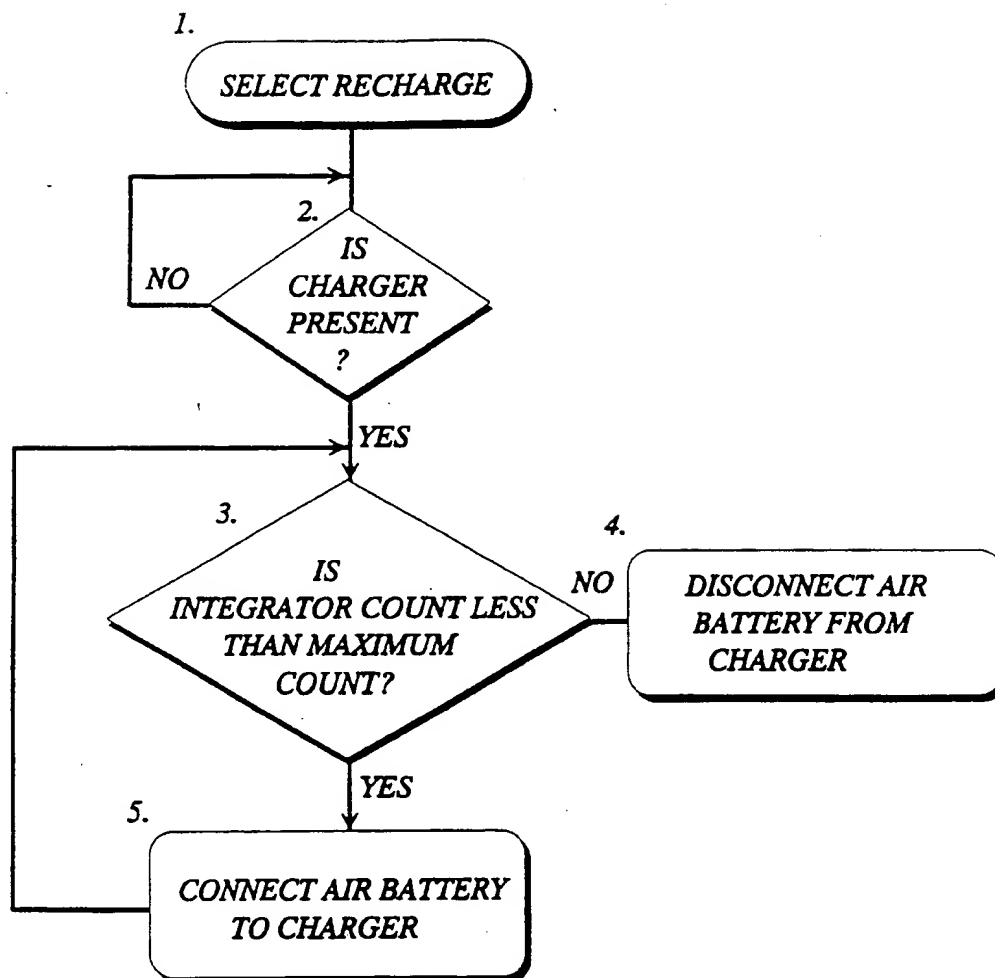 1.
SELECT RECHARGE
2.
IS
CHARGER
PRESENT
?
NO
YES
3.
IS
INTEGRATOR COUNT LESS
THAN MAXIMUM
COUNT?
NO
4.
DISCONNECT AIR
BATTERY FROM
CHARGER
YES
5.
CONNECT AIR BATTERY
TO CHARGER